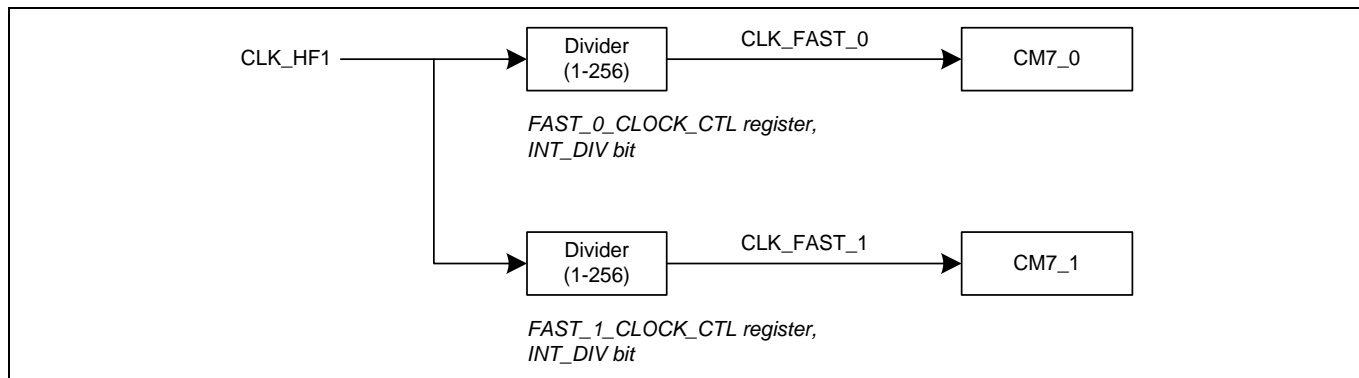 CLK_HF1
Divider
(1-256)
CLK_FAST_0
CM7_0
FAST_0_CLOCK_CTL register,
INT_DIV bit
Divider
(1-256)
CLK_FAST_1
CM7_1
FAST_1_CLOCK_CTL register,
INT_DIV bit